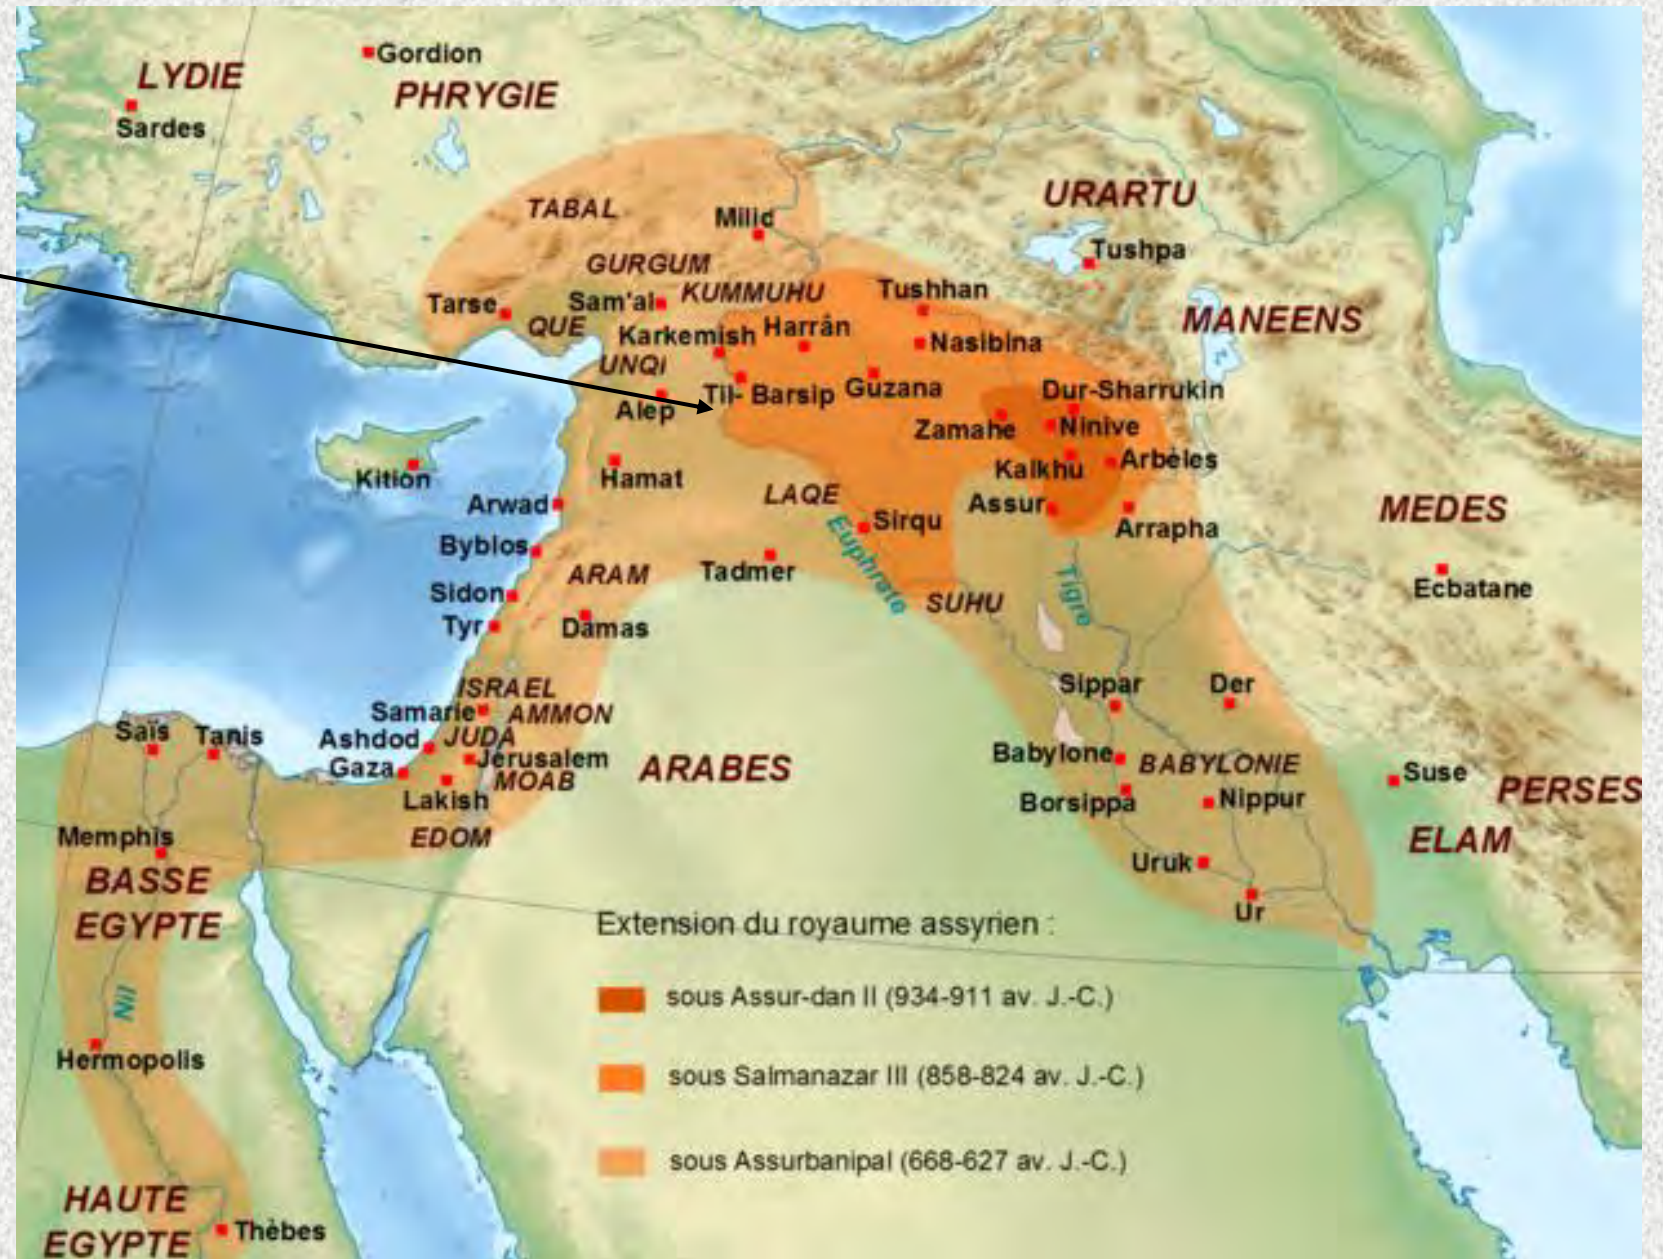 Gordion
LYDIE
PHRYGIE
Sardes
URARTU
TABAL
Milid
Tushpa
GURGUM
Tushhan
Sam'al
KUMMUHU
Tarse
QUE
MANEENS
Karkemish
Harrân
Nasibina
UNQI
Til- Barsip
Guzana
Dur-Sharrukin
Alep
Zamahe
Ninive
Kalkhu
Arbèles
Kition
Hamat
LAQE
Assur
MEDES
Arwad
Sirqu
Arrapha
Byblos
Euphrate
ARAM
Tadmer
Tigre
Ecbatane
Sidon
SUHU
Tyr
Damas
ISRAEL
Sippar
Der
Samarie
AMMON
Saïs
Tanis
Ashdod
JUDA
Jérusalem
Babylone
BABYLONIE
Gaza
MOAB
ARABES
Suse
PERSES
Lakish
Borsippa
Nippur
Memphis
EDOM
ELAM
BASSE
EGYPTE
Uruk
Ur
Extension du royaume assyrien :
sous Assur-dan II (934-911 av. J.-C.)
Nil
Hermopolis
sous Salmanazar III (858-824 av. J.-C.)
sous Assurbanipal (668-627 av. J.-C.)
HAUTE
EGYPTE
Thèbes